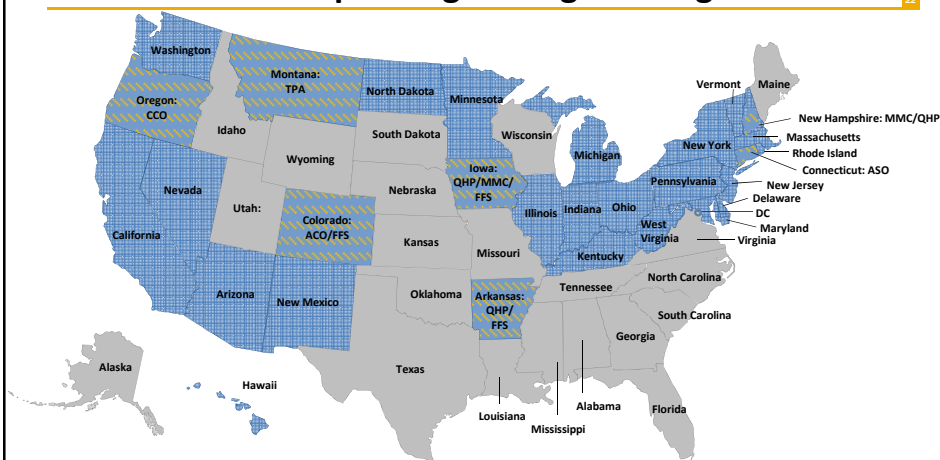 22
Washington
Montana:
TPA
North Dakota
Minnesota
Vermont
Maine
Oregon:
CCO
Idaho
South Dakota
Wisconsin
New Hampshire: MMC/QHP
Massachusetts
Michigan
New York
Rhode Island
Wyoming
Iowa:
QHP/MMC/
FFS
Connecticut: ASO
Nevada
Nebraska
Pennsylvania
New Jersey
Delaware
Utah:
Colorado:
ACO/FFS
Illinois
Indiana
Ohio
DC
West
Virginia
Maryland
California
Kansas
Missouri
Kentucky
Virginia
Arizona
New Mexico
Oklahoma
Arkansas:
QHP/
FFS
Tennessee
North Carolina
South Carolina
Georgia
Alaska
Texas
Hawaii
Louisiana
Mississippi
Alabama
Florida